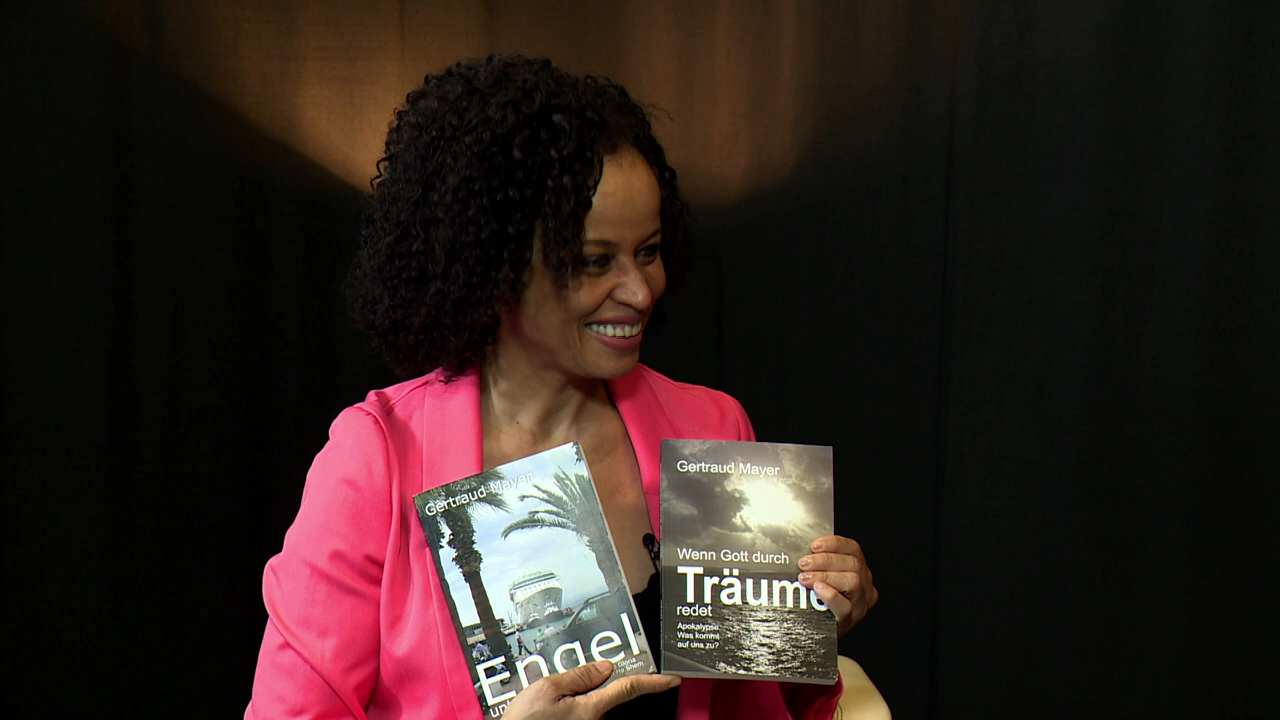 Gertraud Mayer
Engel
Gertraud Mayer
Wenn Gott durch
Träume
redet
Apokalypse
Was kommt
auf uns zu?